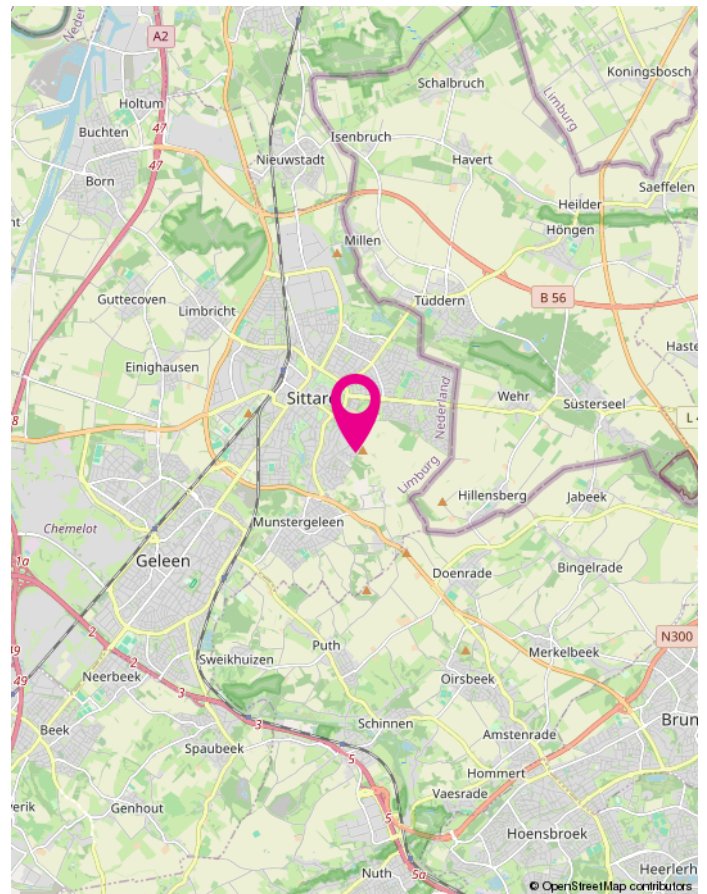 Neder
A2
Koningsbosch
Schalbruch
Holtum
Limburg
47
Buchten
Isenbruch
47
Nieuwstadt
Havert
Born
Saeffelen
Heilder
Höngen
Millen
Guttecoven
Limbricht
Tüddern
B 56
Einighausen
Haste
Nederland
Wehr
Sittard
Süsterseel
8
L 4
Limburg
Hillensberg
Jabeek
Chemelot
Munstergeleen
1a
Geleen
Bingelrade
Doenrade
2
N300
49
Puth
Merkelbeek
2
Sweikhuizen
Neerbeek
3
Oirsbeek
49
Brun
Beek
3
Schinnen
Amstenrade
Spaubeek
5
Hommert
erik
Genhout
Vaesrade
5
Hoensbroek
Nuth
5a
Heerlerh
© OpenStreetMap contributors